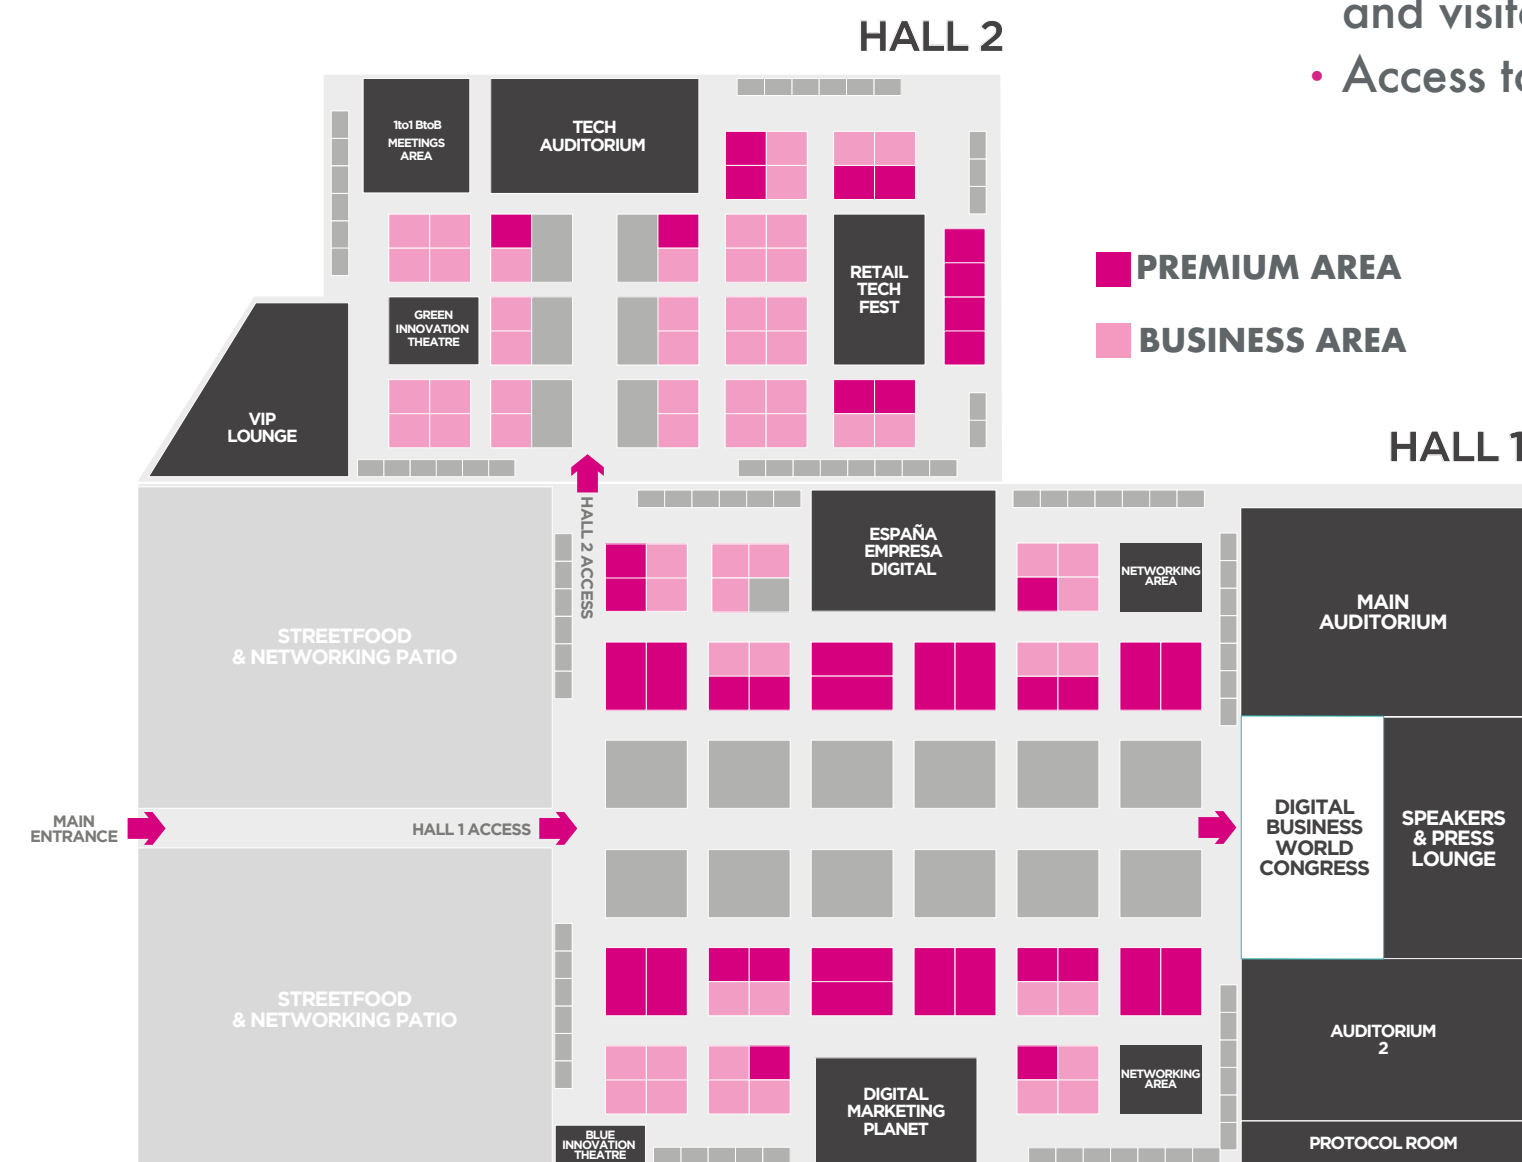 HALL 2
and visit
• Access to
1to1 BtoB
MEETINGS
AREA
TECH
AUDITORIUM
RETAIL
TECH
FEST
PREMIUM AREA
BUSINESS AREA
GREEN
INNOVATION
THEATRE
VIP
LOUNGE
HALL 1
HALL 2 ACCESS
ESPAÑA
EMPRESA
DIGITAL
NETWORKING
AREA
MAIN
AUDITORIUM
STREETFOOD
& NETWORKING PATIO
MAIN
ENTRANCE
HALL 1 ACCESS
DIGITAL
BUSINESS
WORLD
CONGRESS
SPEAKERS
& PRESS
LOUNGE
STREETFOOD
& NETWORKING PATIO
AUDITORIUM
2
NETWORKING
AREA
DIGITAL
MARKETING
PLANET
BLUE
INNOVATION
THEATRE
PROTOCOL ROOM